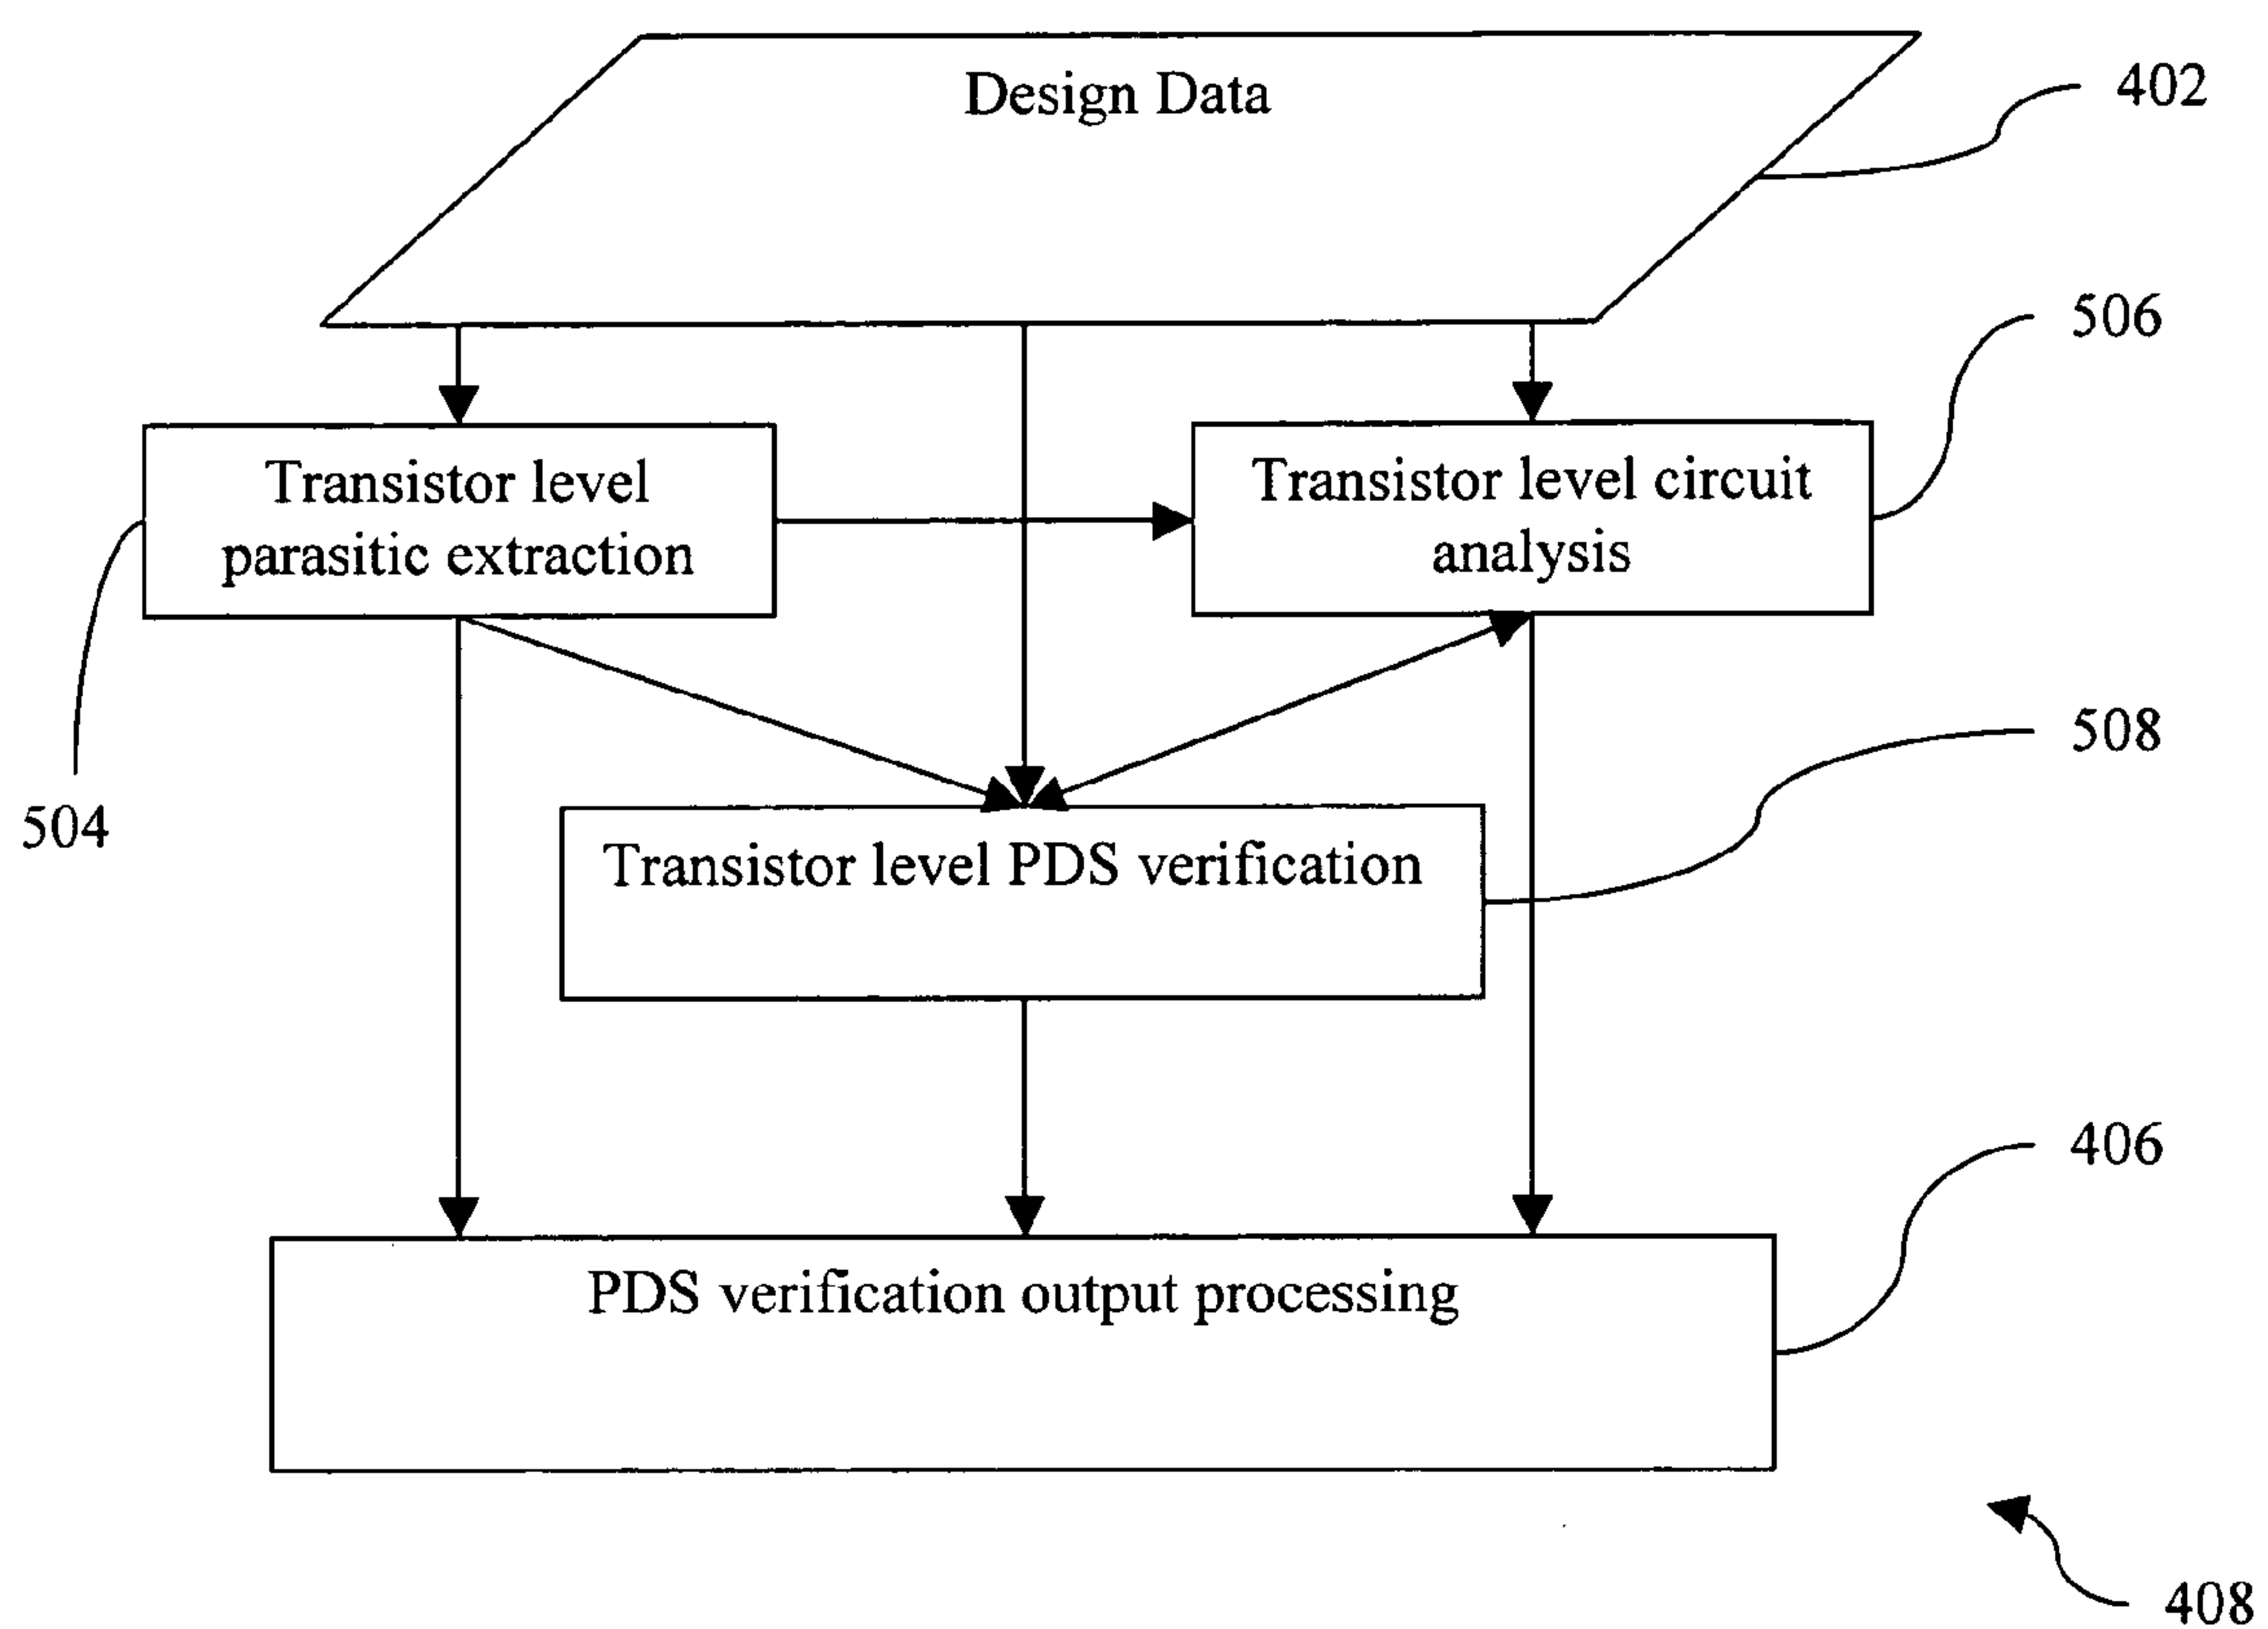 Design Data
402
506
Transistor level
parasitic extraction
Transistor level circuit
analysis
508
504
Transistor level PDS verification
406
PDS verification output processing
408